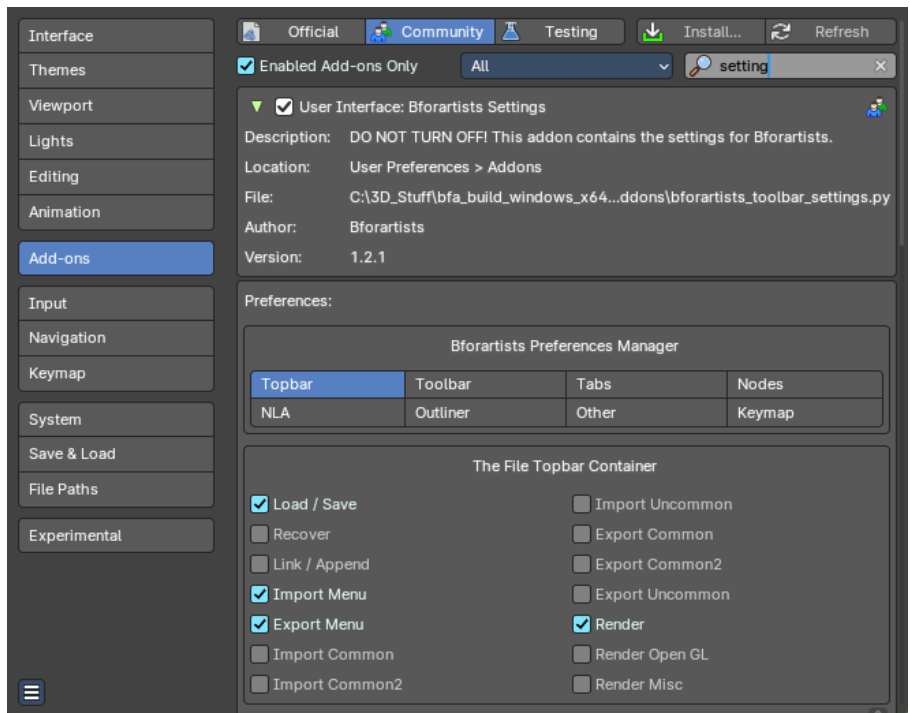 Interface
Themes
Viewport
Lights
Editing
Animation
Add-ons
Input
Navigation
Keymap
System
Save & Load
File Paths
Experimental
Official Community Testing Install... Refresh
Enabled Add-ons Only All setting
User Interface: Bforartists Settings
Description: DO NOT TURN OFF! This addon contains the settings for Bforartists.
Location: User Preferences > Addons
File: C:\3D_Stuff\bfa_build_windows_x64...ddons\bforartists_toolbar_settings.py
Author: Bforartists
Version: 1.2.1
Preferences:
Bforartists Preferences Manager
Topbar Toolbar Tabs Nodes
NLA Outliner Other Keymap
The File Topbar Container
Load / Save Import Uncommon
Recover Export Common
Link / Append Export Common2
Import Menu Export Uncommon
Export Menu Render
Import Common Render Open GL
Import Common2 Render Misc